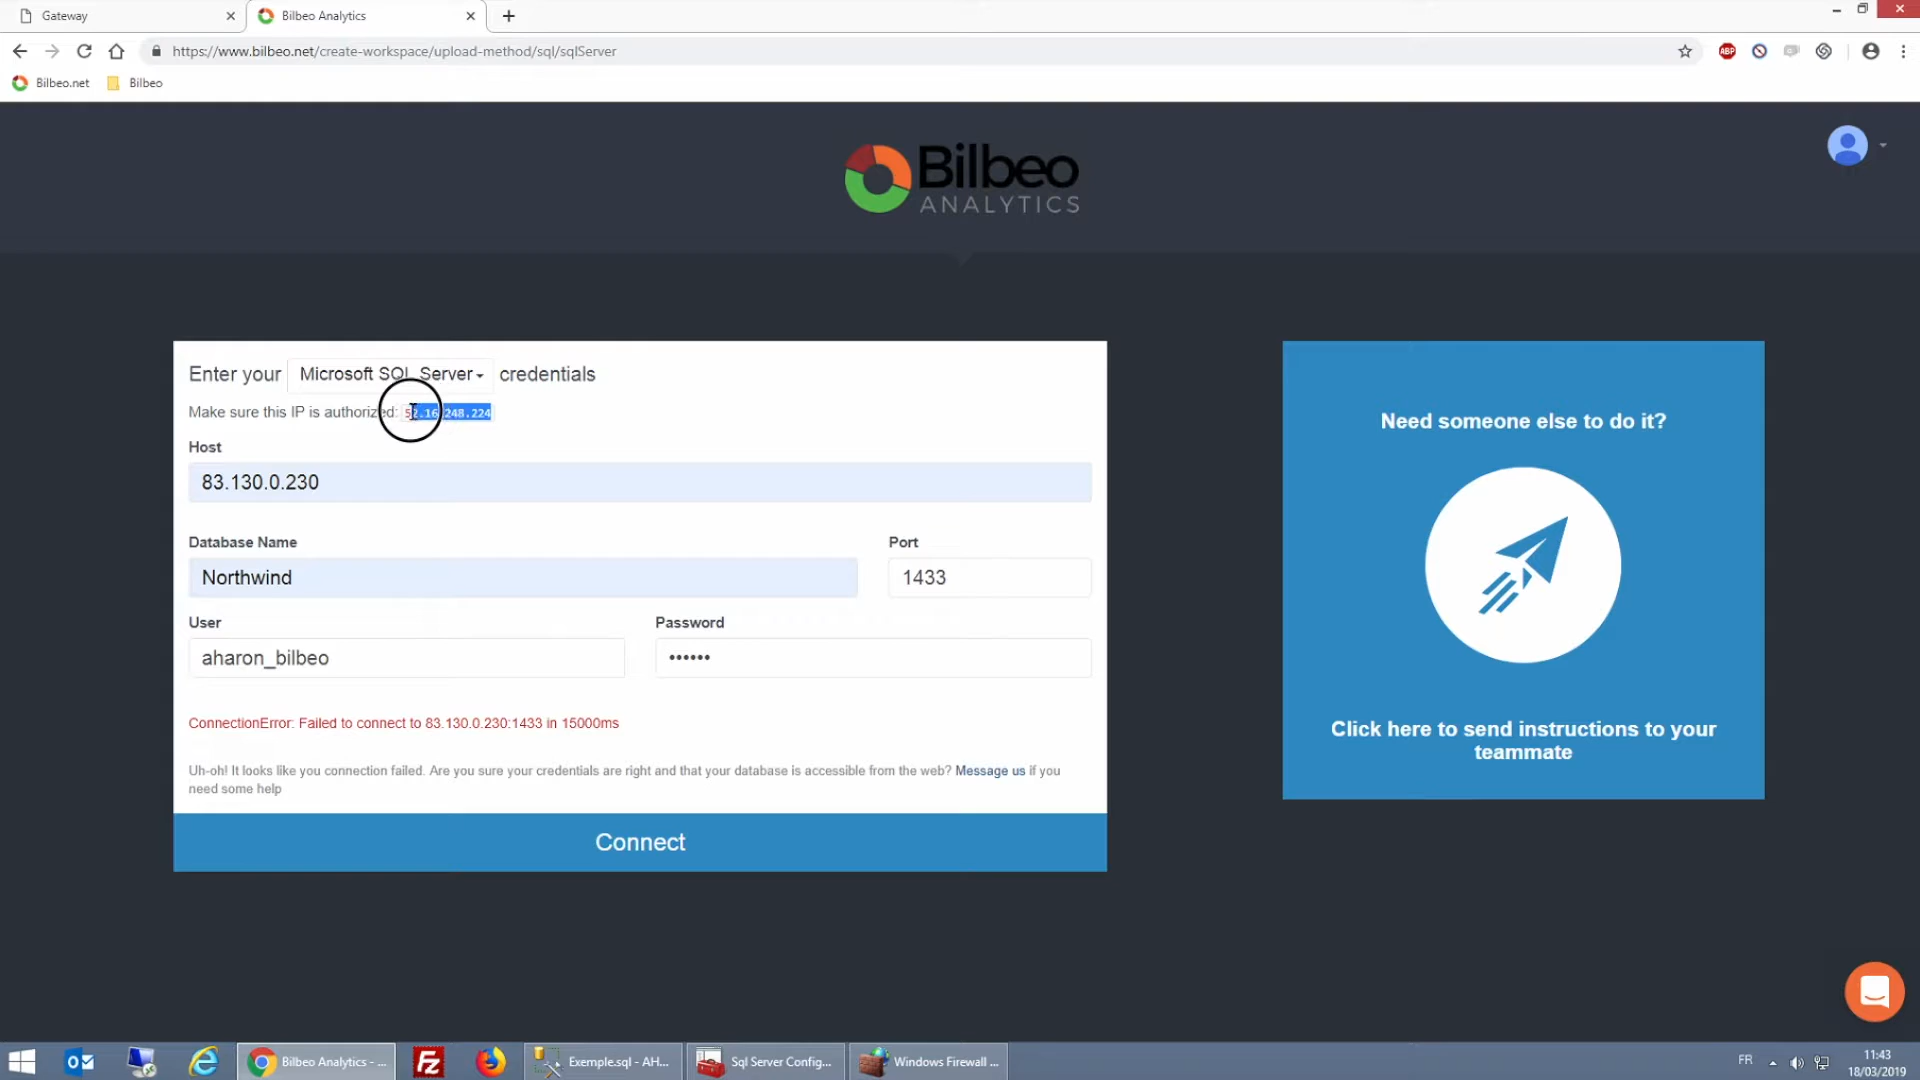 Gateway
Bilbeo Analytics
https://www.bilbeo.net/create-workspace/upload-method/sql/sqlServer
ABP
Bilbeo.net
Bilbeo
Bilbeo
ANALYTICS
Enter your Microsoft SQL Server credentials
Make sure this IP is authorized:
Host
83.130.0.230
Database Name
Port
Northwind
1433
User
Password
aharon_bilbeo
••••••
ConnectionError: Failed to connect to 83.130.0.230:1433 in 15000ms
Uh-oh! It looks like you connection failed. Are you sure your credentials are right and that your database is accessible from the web? Message us if you
need some help
Connect
Need someone else to do it?
Click here to send instructions to your
teammate
Bilbeo Analytics - ...
Exemple.sql - AH...
Sql Server Config...
Windows Firewall ...
FR
11:43
18/03/2019